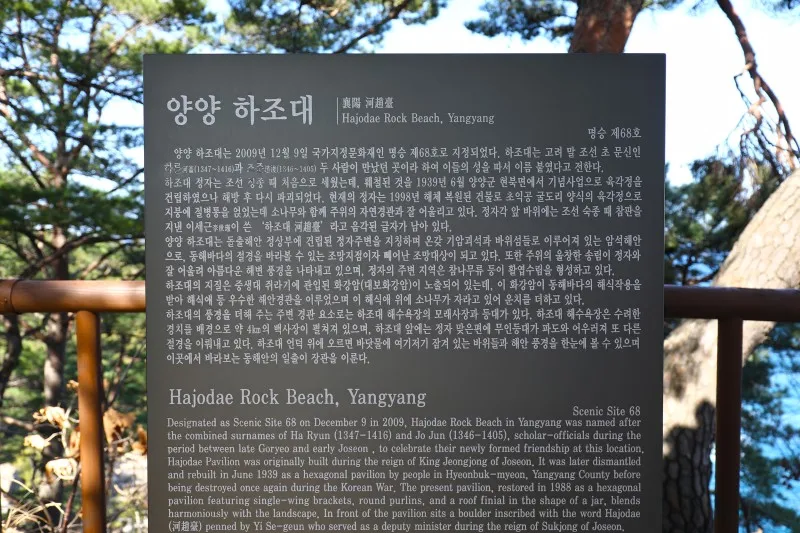 양양 하조대
襄陽 河趙臺
Hajodae Rock Beach, Yangyang
명승 제68호
양양 하조대는 2009년 12월 9일 국가지정문화재인 명승 제68호로 지정되었다. 하조대는 고려 말 조선 초 문신인
(1347~1416)과 (1346~1405) 두 사람이 만났던 곳이라 하여 이들의 성을 따서 이름 붙였다고 전한다.
하조대 정자는 조선 정종 때 처음으로 세웠는데, 훼철된 것을 1939년 6월 양양군 현북면에서 기념사업으로 육각정을
건립하였으나 해방 후 다시 파괴되었다. 현재의 정자는 1998년 해체 복원된 건물로 초익공 굴도리 양식의 육각정으로
지붕에 절병통을 얹었는데 소나무와 함께 주위의 자연경관과 잘 어울리고 있다. 정자각 앞 바위에는 조선 숙종 때 참판을
지낸 이세근이 쓴 ‘하조대 河趙臺’ 라고 음각된 글자가 남아 있다.
양양 하조대는 돌출해안 정상부에 건립된 정자주변을 지칭하며 온갖 기암괴석과 바위섬들로 이루어져 있는 암석해안
으로, 동해바다의 절경을 바라볼 수 있는 조망지점이자 빼어난 조망대상이 되고 있다. 또한 주위의 울창한 송림이 정자와
잘 어울려 아름다운 해변 풍경을 나타내고 있으며, 정자의 주변 지역은 참나무류 등이 활엽수림을 형성하고 있다.
하조대의 지질은 중생대 쥐라기에 관입된 화강암(대보화강암)이 노출되어 있는데, 이 화강암이 동해바다의 해식작용을
받아 해식애 등 우수한 해안경관을 이루었으며 이 해식애 위에 소나무가 자라고 있어 운치를 더하고 있다.
하조대의 풍경을 더해 주는 주변 경관 요소로는 하조대 해수욕장의 모래사장과 등대가 있다. 하조대 해수욕장은 수려한
경치를 배경으로 약 4km의 백사장이 펼쳐져 있으며, 하조대 앞에는 정자 맞은편에 무인등대가 파도와 어우러져 또 다른
절경을 이뤄내고 있다. 하조대 언덕 위에 오르면 바닷물에 여기저기 잠겨 있는 바위들과 해안 풍경을 한눈에 볼 수 있으며
이곳에서 바라보는 동해안의 일출이 장관을 이룬다.
Hajodae Rock Beach, Yangyang
Scenic Site 68
Designated as Scenic Site 68 on December 9 in 2009, Hajodae Rock Beach in Yangyang was named after
the combined surnames of Ha Ryun (1347-1416) and Jo Jun (1346-1405), scholar-officials during the
period between late Goryeo and early Joseon , to celebrate their newly formed friendship at this location.
Hajodae Pavilion was originally built during the reign of King Jeongjong of Joseon. It was later dismantled
and rebuilt in June 1939 as a hexagonal pavilion by people in Hyeonbuk-myeon, Yangyang County before
being destroyed once again during the Korean War. The present pavilion, restored in 1988 as a hexagonal
pavilion featuring single-wing brackets, round purlins, and a roof finial in the shape of a jar, blends
harmoniously with the landscape. In front of the pavilion sits a boulder inscribed with the word Hajodae
(河趙臺) penned by Yi Se-geun who served as a deputy minister during the reign of Sukjong of Joseon.